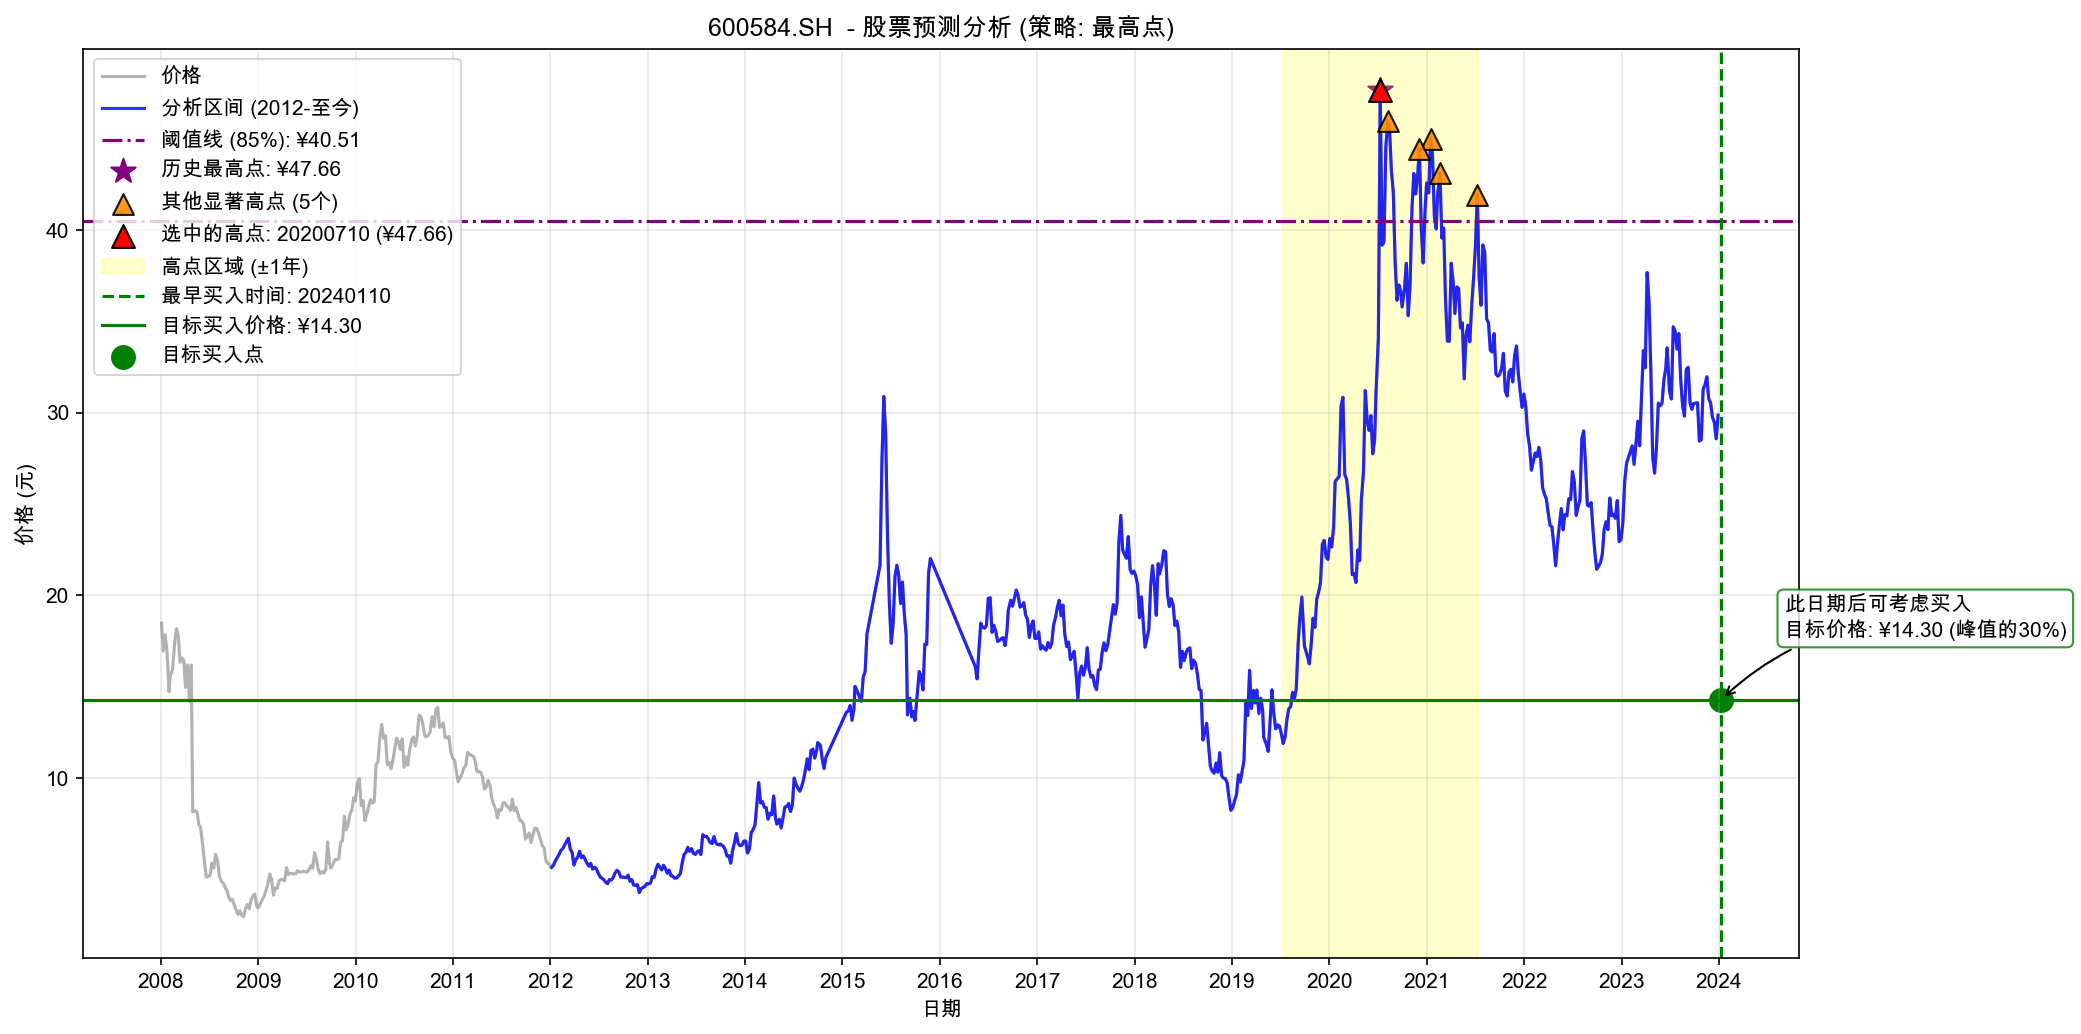 600584.SH - 股票预测分析 (策略: 最高点)
价格
分析区间 (2012-至今)
阈值线 (85%): ¥40.51
历史最高点: ¥47.66
其他显著高点 (5个)
选中的高点: 20200710 (¥47.66)
高点区域 (±1年)
最早买入时间: 20240110
目标买入价格: ¥14.30
目标买入点
价格 (元)
40
30
20
10
此日期后可考虑买入
目标价格: ¥14.30 (峰值的30%)
2008 2009 2010 2011 2012 2013 2014 2015 2016 2017 2018 2019 2020 2021 2022 2023 2024
日期